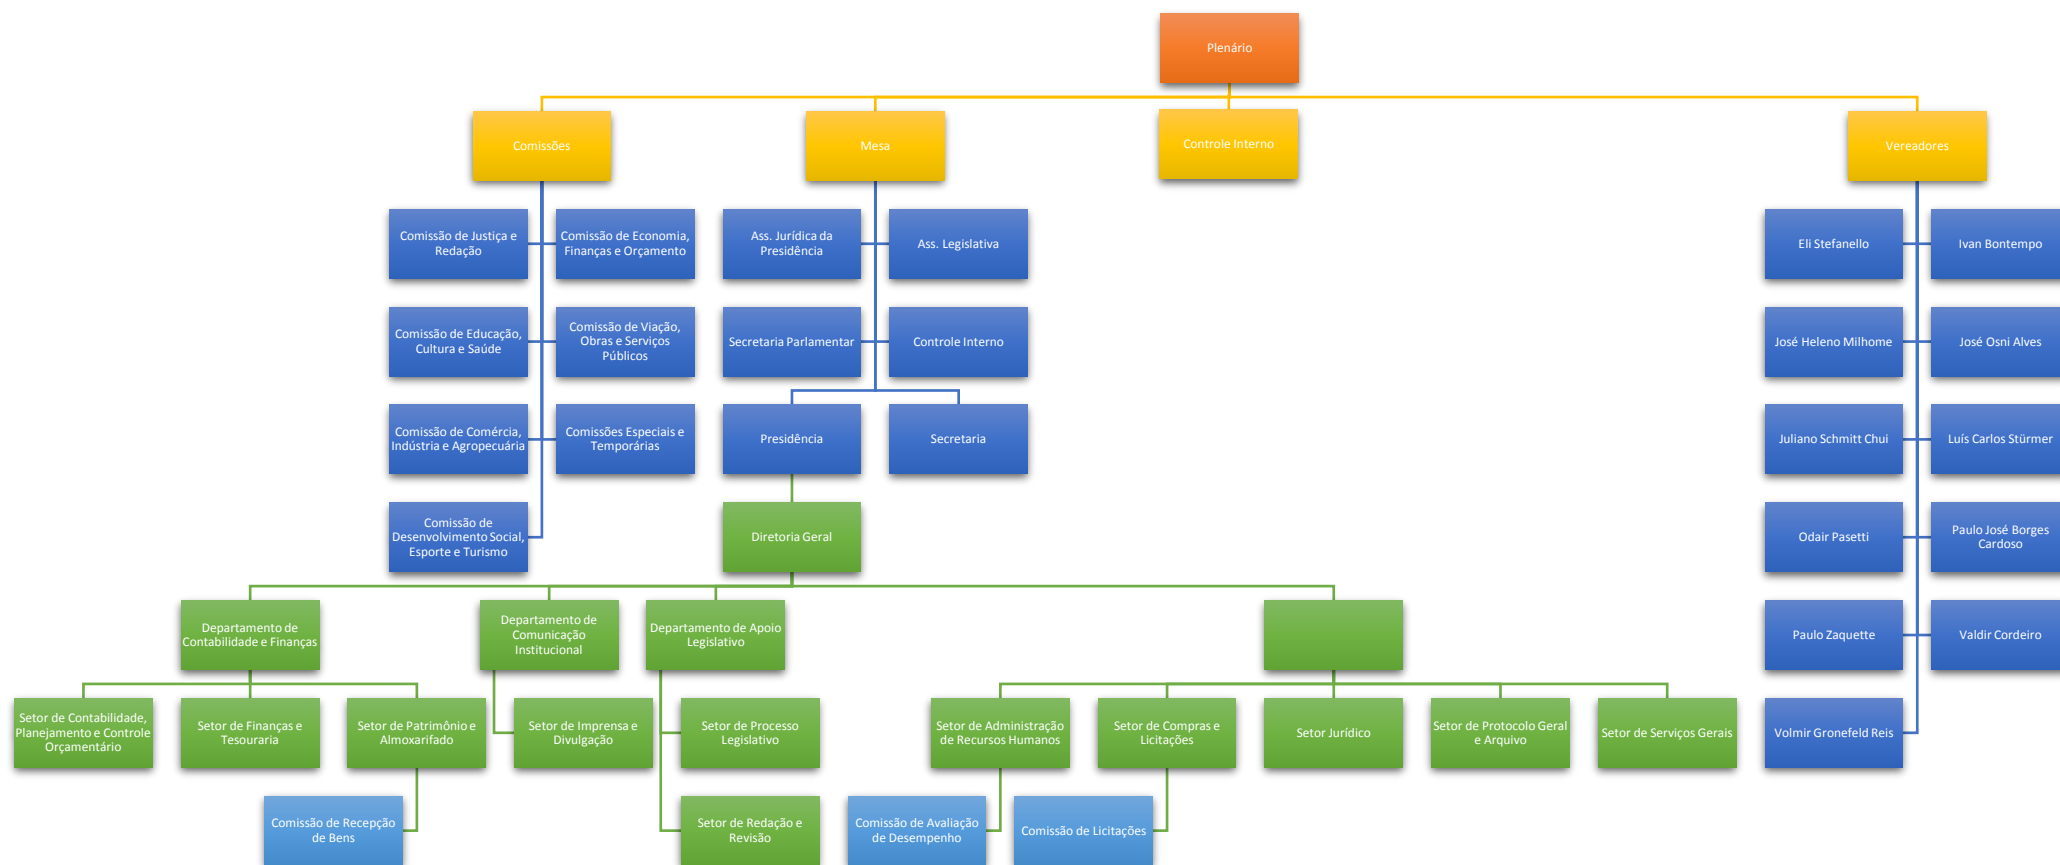 Plenário
Comissões
Mesa
Controle Interno
Vereadores
Comissão de Justiça e
Redação
Comissão de Economia,
Finanças e Orçamento
Ass. Jurídica da
Presidência
Ass. Legislativa
Eli Stefanello
Ivan Bontempo
Comissão de Educação,
Cultura e Saúde
Comissão de Viação,
Obras e Serviços
Públicos
Secretaria Parlamentar
Controle Interno
José Heleno Milhome
José Osni Alves
Comissão de Comércia,
Indústria e Agropecuária
Comissões Especiais e
Temporárias
Presidência
Secretaria
Juliano Schmitt Chui
Luís Carlos Stürmer
Comissão de
Desenvolvimento Social,
Esporte e Turismo
Diretoria Geral
Odair Pasetti
Paulo José Borges
Cardoso
Departamento de
Contabilidade e Finanças
Departamento de
Comunicação
Institucional
Departamento de Apoio
Legislativo
Paulo Zaquette
Valdir Cordeiro
Setor de Contabilidade,
Planejamento e Controle
Orçamentário
Setor de Finanças e
Tesouraria
Setor de Patrimônio e
Almoxarifado
Setor de Imprensa e
Divulgação
Setor de Processo
Legislativo
Setor de Administração
de Recursos Humanos
Setor de Compras e
Licitações
Setor Jurídico
Setor de Protocolo Geral
e Arquivo
Setor de Serviços Gerais
Volmir Gronefeld Reis
Comissão de Recepção
de Bens
Setor de Redação e
Revisão
Comissão de Avaliação
de Desempenho
Comissão de Licitações